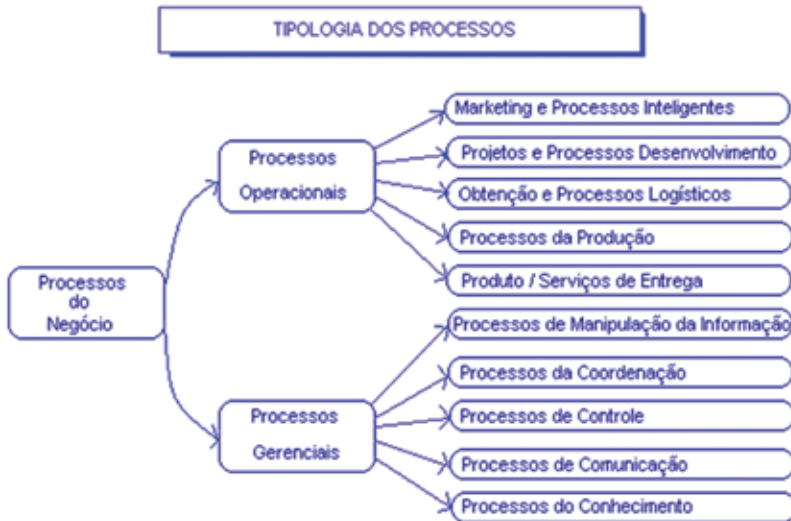 TIPOLOGIA DOS PROCESSOS
Marketing e Processos Inteligentes
Projetos e Processos Desenvolvimento
Obtenção e Processos Logísticos
Processos da Produção
Produto / Serviços de Entrega
Processos
Operacionais
Processos
do
Negócio
Processos de Manipulação da Informação
Processos da Coordenação
Processos de Controle
Processos de Comunicação
Processos do Conhecimento
Processos
Gerenciais